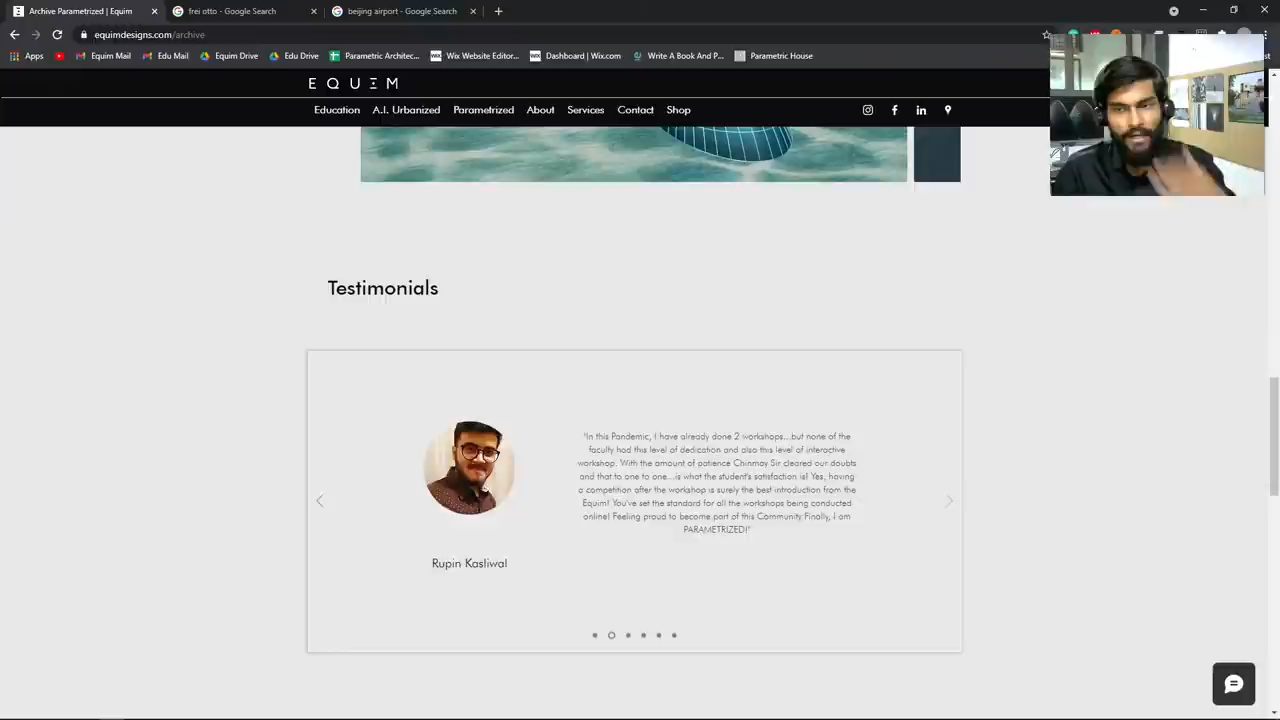 Archive Parametrized | Equim
frei otto - Google Search
beijing airport - Google Search
equimdesigns.com/archive
Apps
Equim Mail
Edu Mail
Equim Drive
Edu Drive
Parametric Architec...
Wix Website Editor...
Dashboard | Wix.com
Write A Book And P...
Parametric House
EQUIM
Education
A.I. Urbanized
About
Services
Contact
Shop
Testimonials
"In this Pandemic, I have already done 2 workshops...but none of the
faculty had this level of dedication and also this level of interactive
workshop. With the amount of patience Chinmay Sir cleared our doubts
and that to one to one...is what the student's satisfaction is! Yes, having
a competition after the workshop is surely the best introduction from the
Equim! You've set the standard for all the workshops being conducted
online! Feeling proud to become part of this Community Finally, I am
PARAMETRIZED!"
Rupin Kasliwal